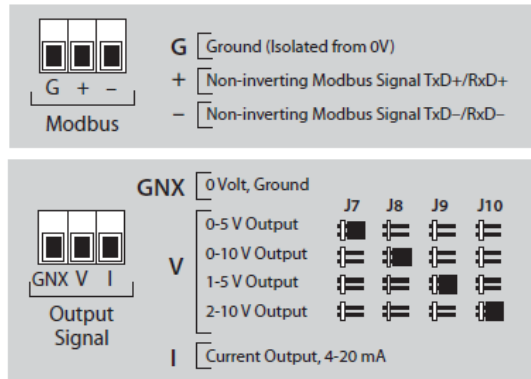 G + −
Modbus
G Ground (Isolated from 0V)
+ Non-inverting Modbus Signal TxD+/RxD+
− Non-inverting Modbus Signal TxD−/RxD−
GNX V I
Output
Signal
GNX 0 Volt, Ground
J7 J8 J9 J10
V
0-5 V Output
0-10 V Output
1-5 V Output
2-10 V Output
I Current Output, 4-20 mA